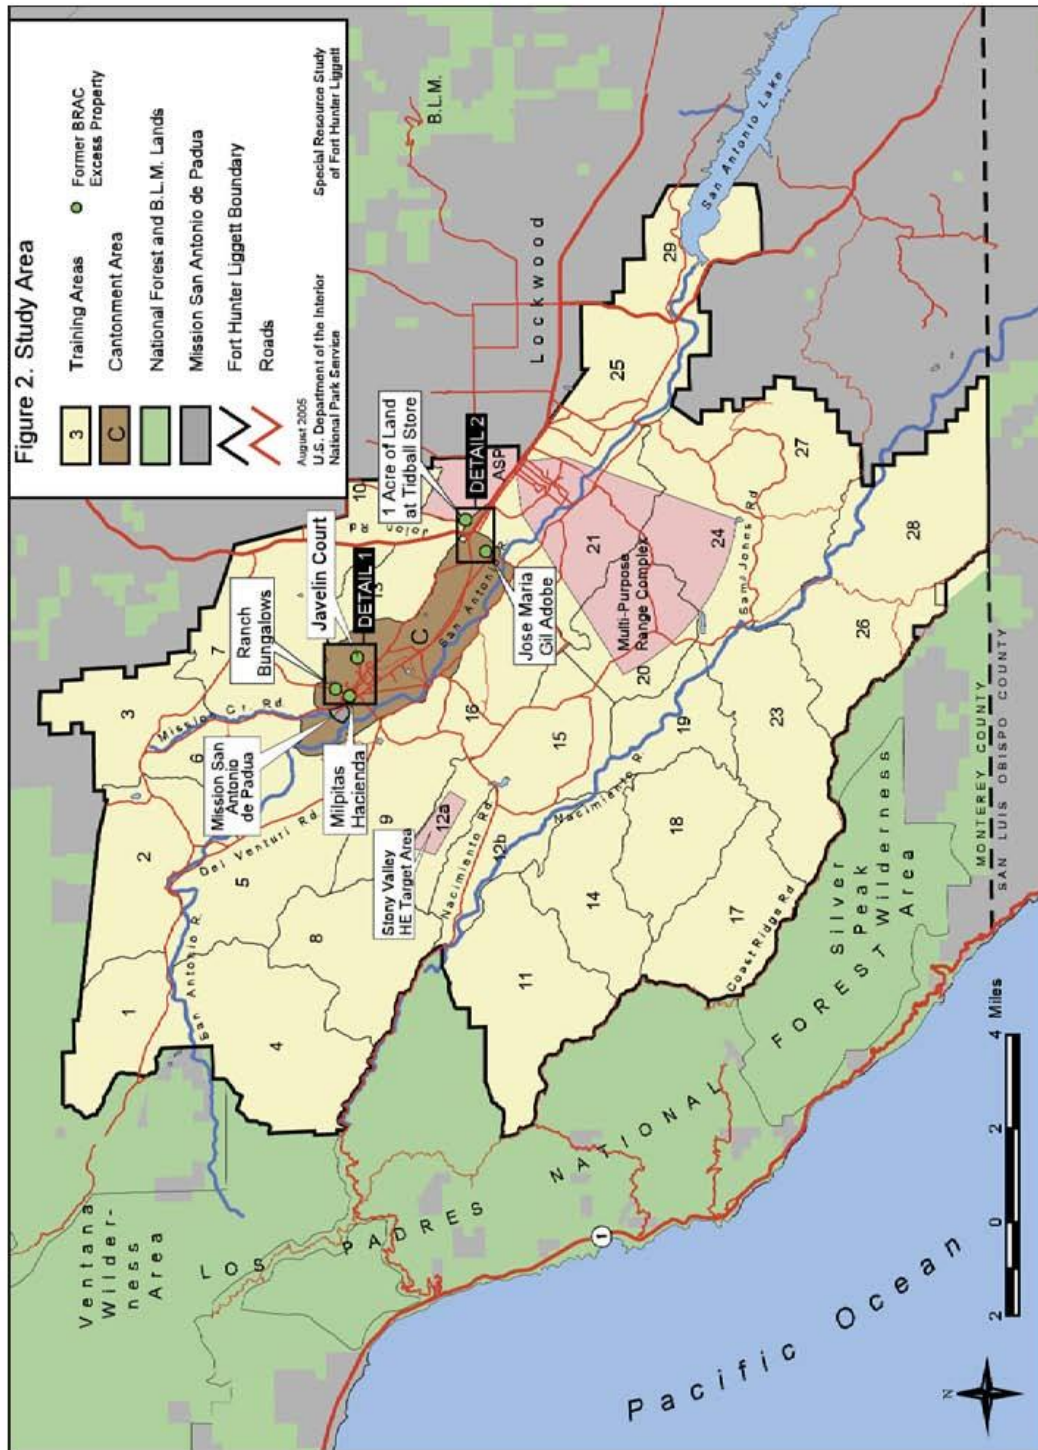 Figure 2. Study Area
3
Training Areas
Former BRAC
Excess Property
C
Cantonment Area
National Forest and B.L.M. Lands
Mission San Antonio de Padua
Fort Hunter Liggett Boundary
Roads
August 2005
U.S. Department of the Interior
National Park Service
Special Resource Study
of Fort Hunter Liggett
Ventana
Wilder-
ness
Area
LOS PADRES NATIONAL FOREST
Silver
Peak
Wilderness
Area
Pacific Ocean
1
2
3
4
5
6
7
8
9
10
11
12a
12b
13
14
15
16
17
18
19
20
21
23
24
25
26
27
28
29
C
San Antonio R.
Del Venturi Rd
Mission Cr. Rd.
Mission San
Antonio
de Padua
Milpitas
Hacienda
Ranch
Bungalows
Javelin Court
DETAIL 1
Jolon Rd
1 Acre of Land
at Tidball Store
DETAIL 2
ASP
Jose Maria
Gil Adobe
San Antonio R.
Stony Valley
HE Target Area
Nacimiento Rd
Nacimiento R.
Multi-Purpose
Range Complex
Sam Jones Rd
Coast Ridge Rd
Lockwood
B.L.M.
San Antonio Lake
MONTEREY COUNTY
SAN LUIS OBISPO COUNTY
1
N
2 0 2 4 Miles